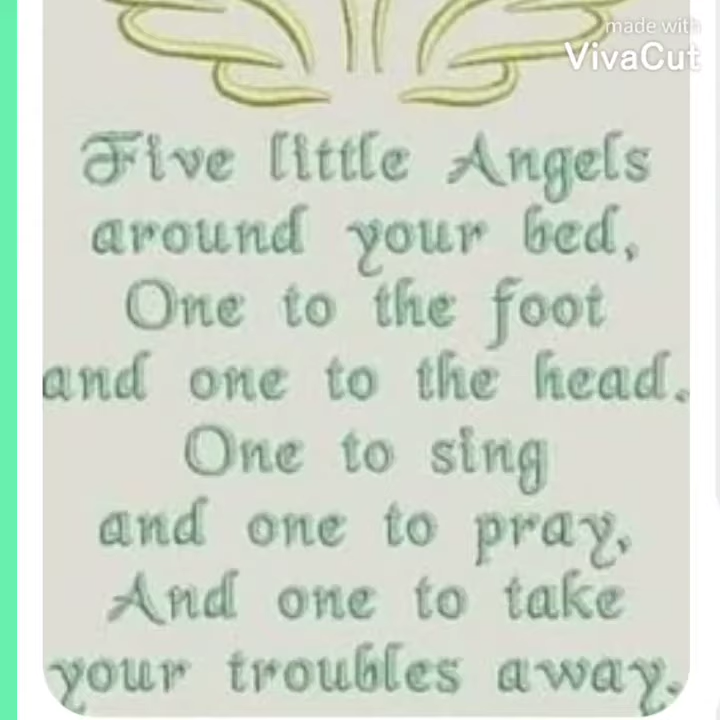 made with
VivaCut
Five little Angels
around your bed,
One to the foot
and one to the head.
One to sing
and one to pray,
And one to take
your troubles away.